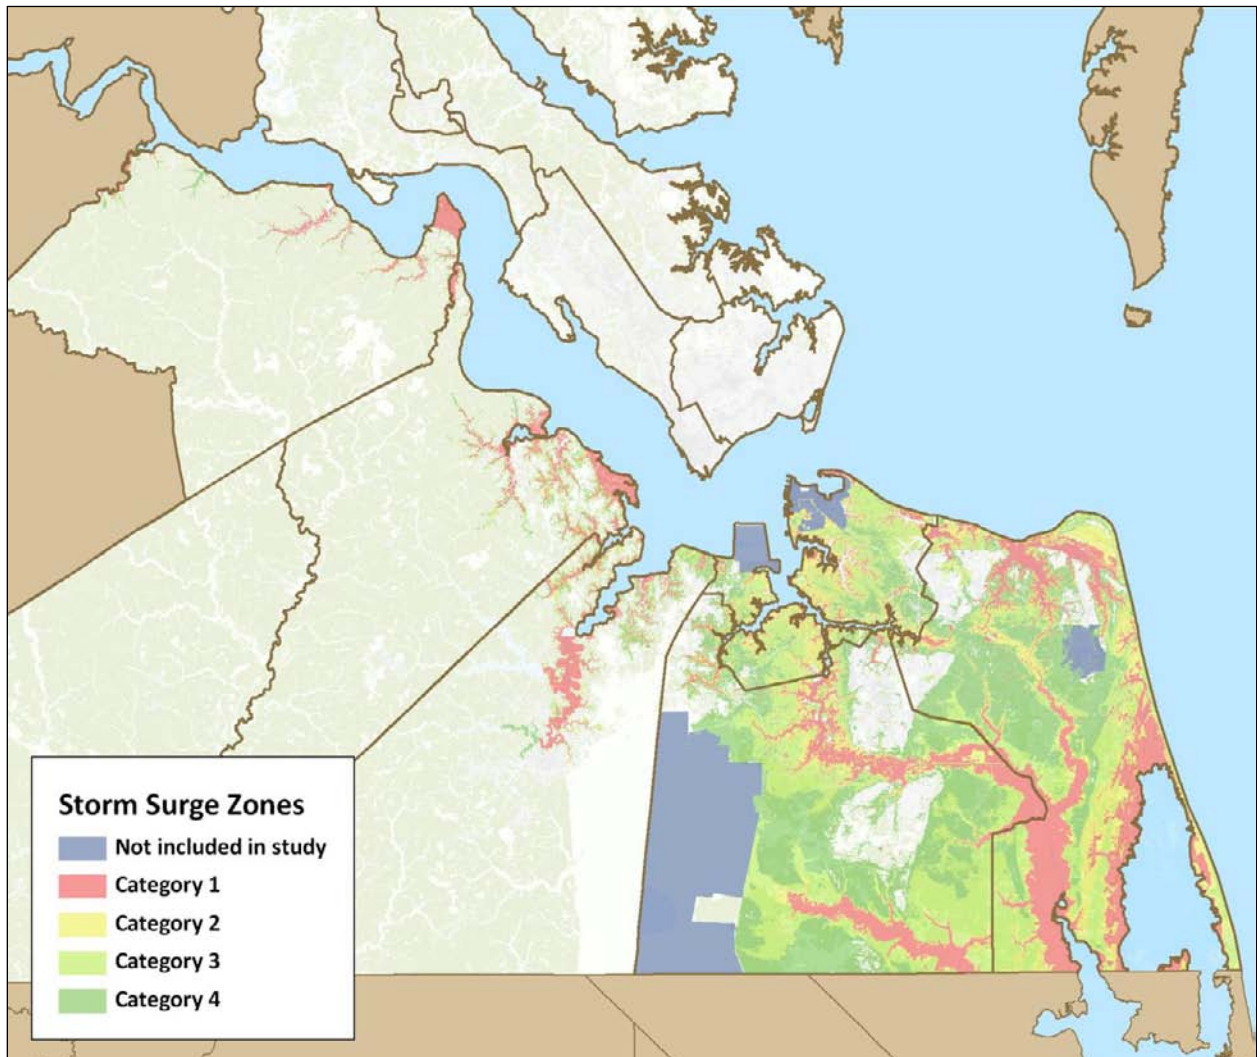 Storm Surge Zones
Not included in study
Category 1
Category 2
Category 3
Category 4